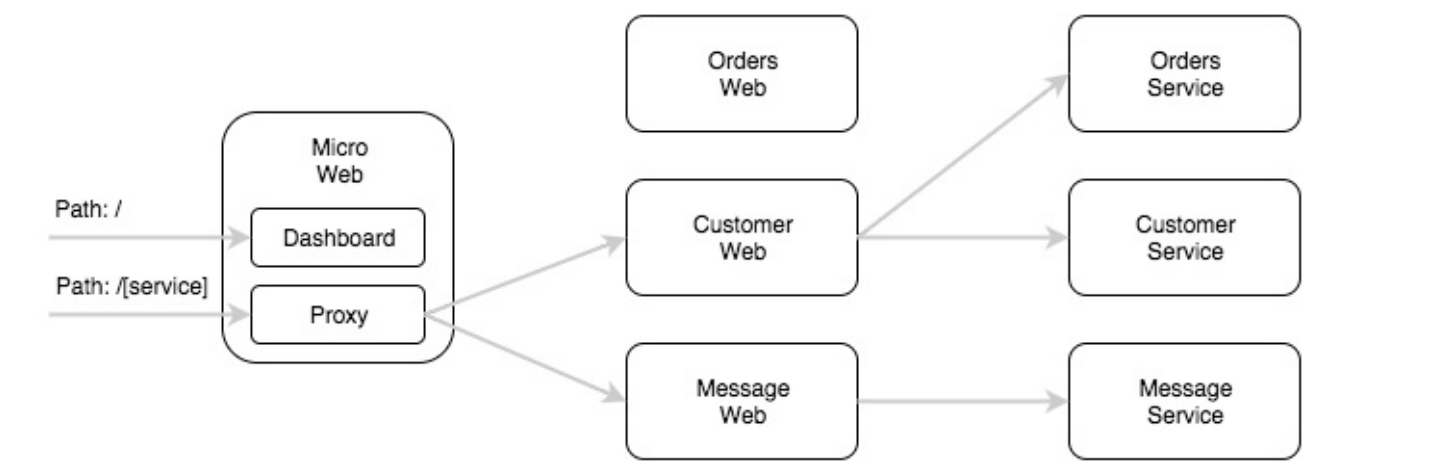 Orders
Web
Orders
Service
Micro
Web
Path: /
Dashboard
Path: /[service]
Proxy
Customer
Web
Customer
Service
Message
Web
Message
Service